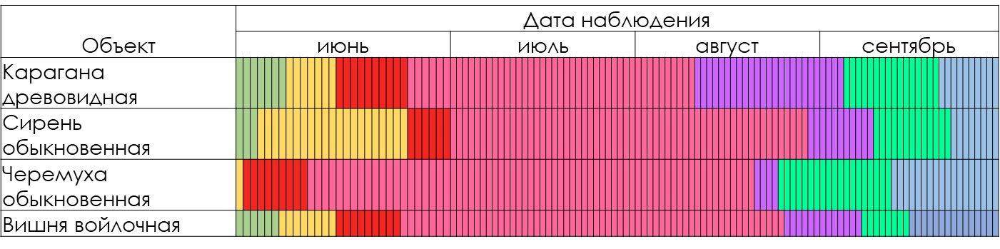 Дата наблюдения
Объект
июнь
июль
август
сентябрь
Карагана
древовидная
Сирень
обыкновенная
Черемуха
обыкновенная
Вишня войлочная